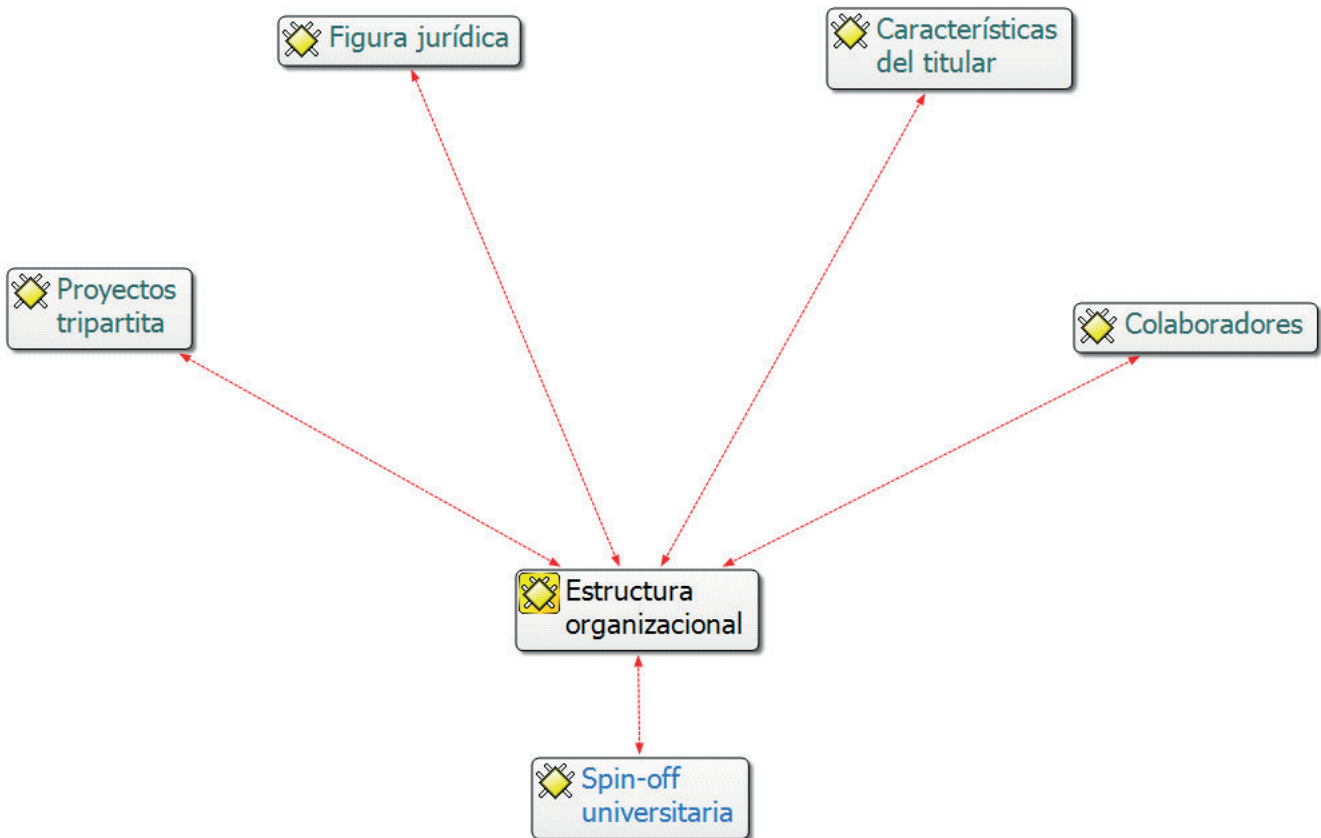 Figura jurídica
Características
del titular
Proyectos
tripartita
Colaboradores
Estructura
organizacional
Spin-off
universitaria